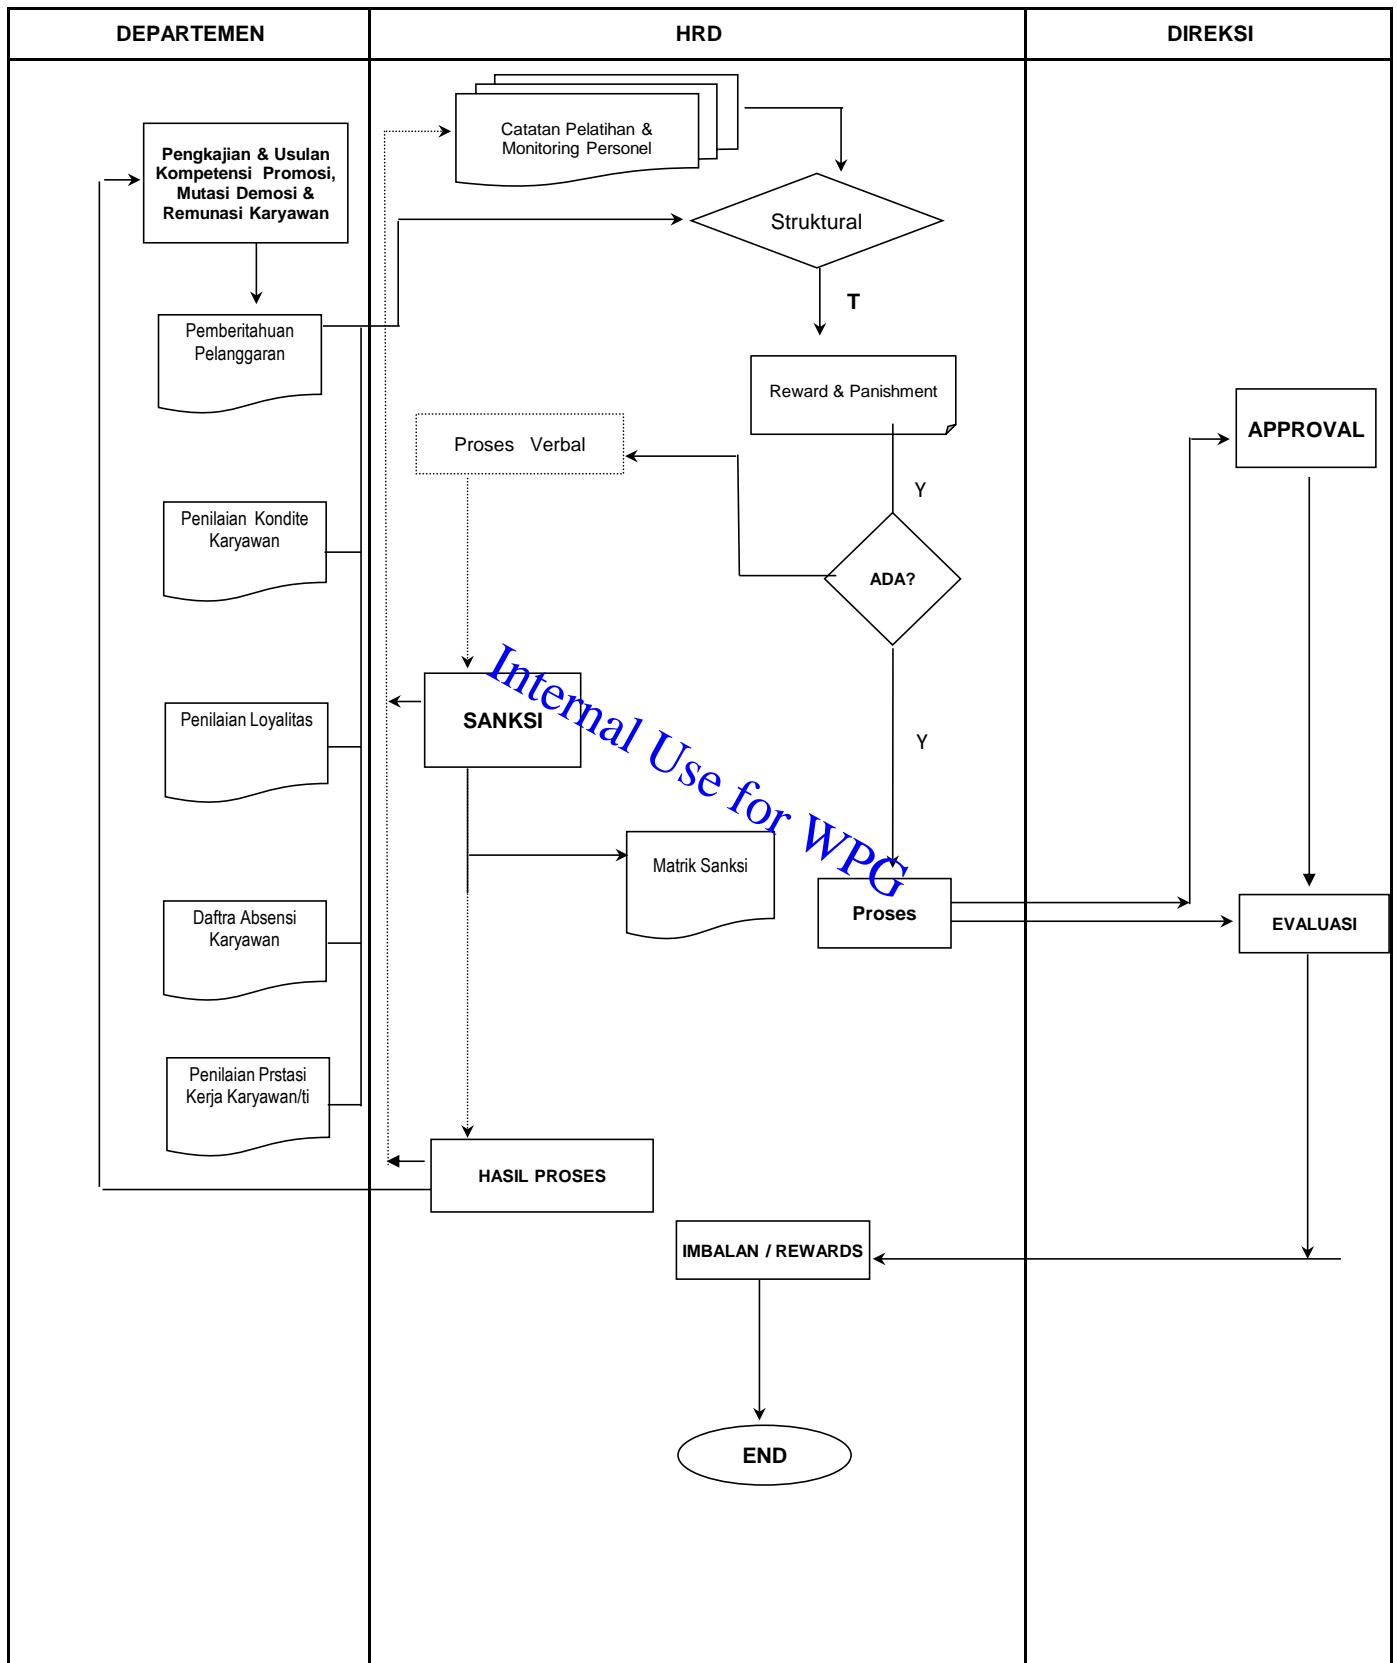 DEPARTEMEN
HRD
DIREKSI
Catatan Pelatihan &
Monitoring Personel
Pengkajian & Usulan
Kompetensi Promosi,
Mutasi Demosi &
Remunasi Karyawan
Struktural
T
Pemberitahuan
Pelanggaran
Reward & Panishment
APPROVAL
Proses Verbal
Y
Penilaian Kondite
Karyawan
ADA?
Penilaian Loyalitas
SANKSI
Y
Internal Use for WPG
Matrik Sanksi
Daftra Absensi
Karyawan
Proses
EVALUASI
Penilaian Prstasi
Kerja Karyawan/ti
HASIL PROSES
IMBALAN / REWARDS
END